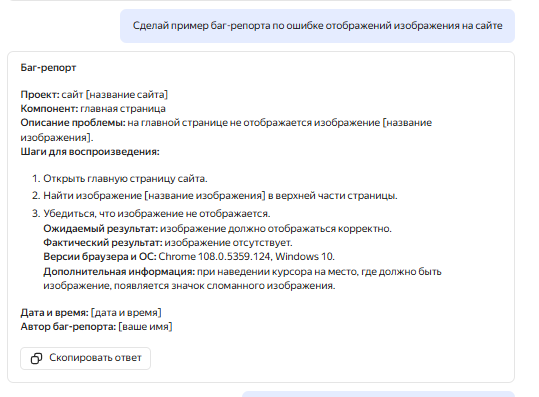 Сделай пример баг-репорта по ошибке отображений изображения на сайте
Баг-репорт
Проект: сайт [название сайта]
Компонент: главная страница
Описание проблемы: на главной странице не отображается изображение [название
изображения].
Шаги для воспроизведения:
1. Открыть главную страницу сайта.
2. Найти изображение [название изображения] в верхней части страницы.
3. Убедиться, что изображение не отображается.
Ожидаемый результат: изображение должно отображаться корректно.
Фактический результат: изображение отсутствует.
Версии браузера и ОС: Chrome 108.0.5359.124, Windows 10.
Дополнительная информация: при наведении курсора на место, где должно быть
изображение, появляется значок сломанного изображения.
Дата и время: [дата и время]
Автор баг-репорта: [ваше имя]
Скопировать ответ